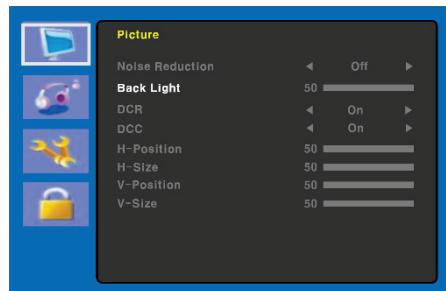 Picture
Noise Reduction ◀ Off ▶
Back Light 50
DCR ◀ On ▶
DCC ◀ On ▶
H-Position 50
H-Size 50
V-Position 50
V-Size 50